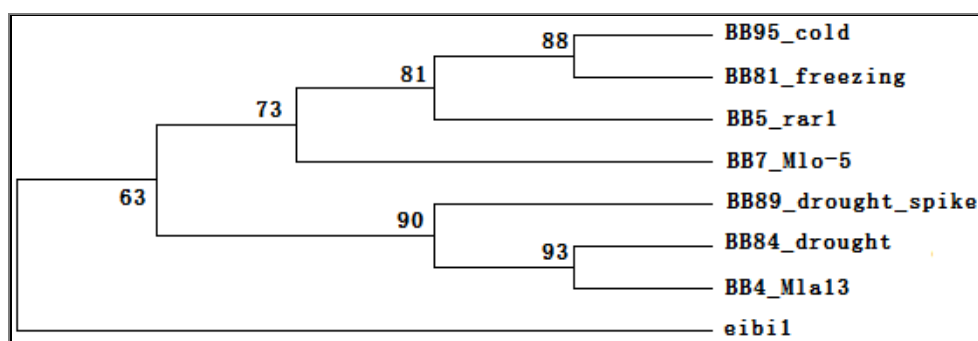 BB95_cold
88
BB81_freezing
81
BB5_rar1
73
BB7_Mlo-5
63
BB89_drought_spike
90
BB84_drought
93
BB4_Mla13
eibi1